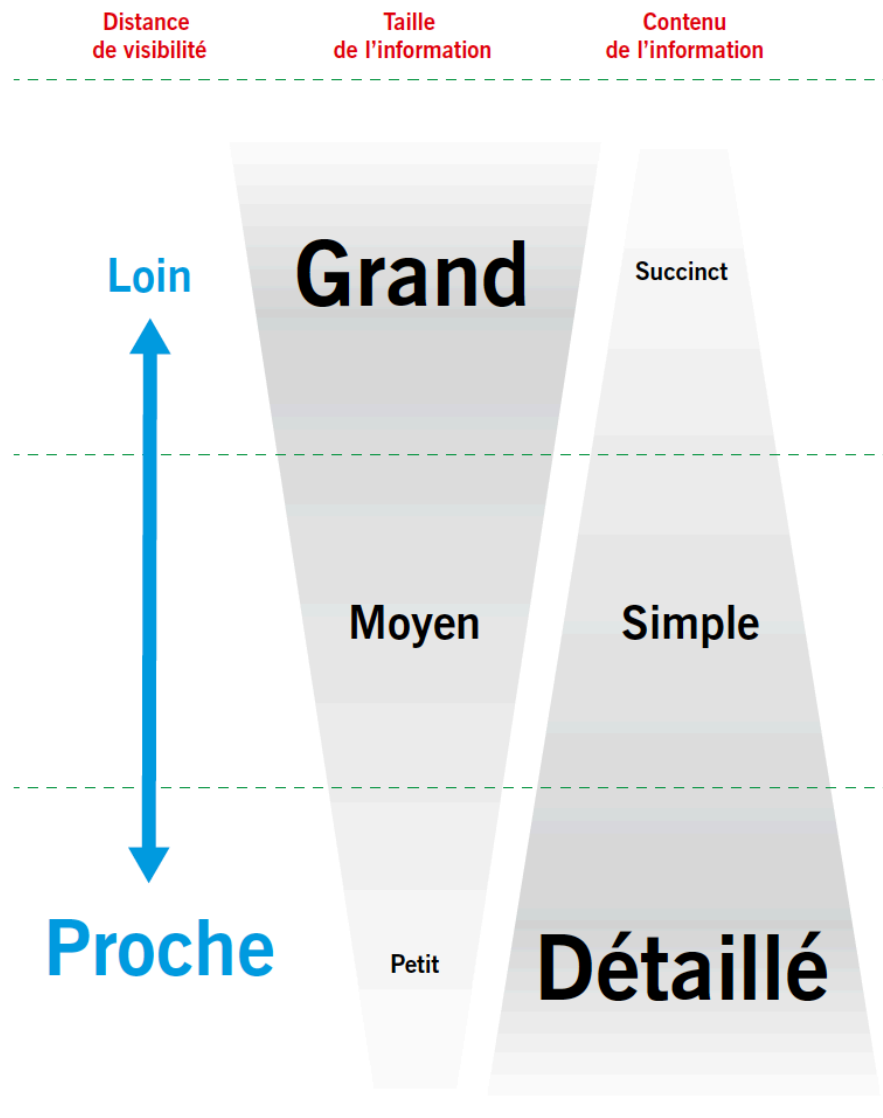 Distance
de visibilité
Taille
de l'information
Contenu
de l'information
Loin
Grand
Succinct
Moyen
Simple
Proche
Petit
Détaillé